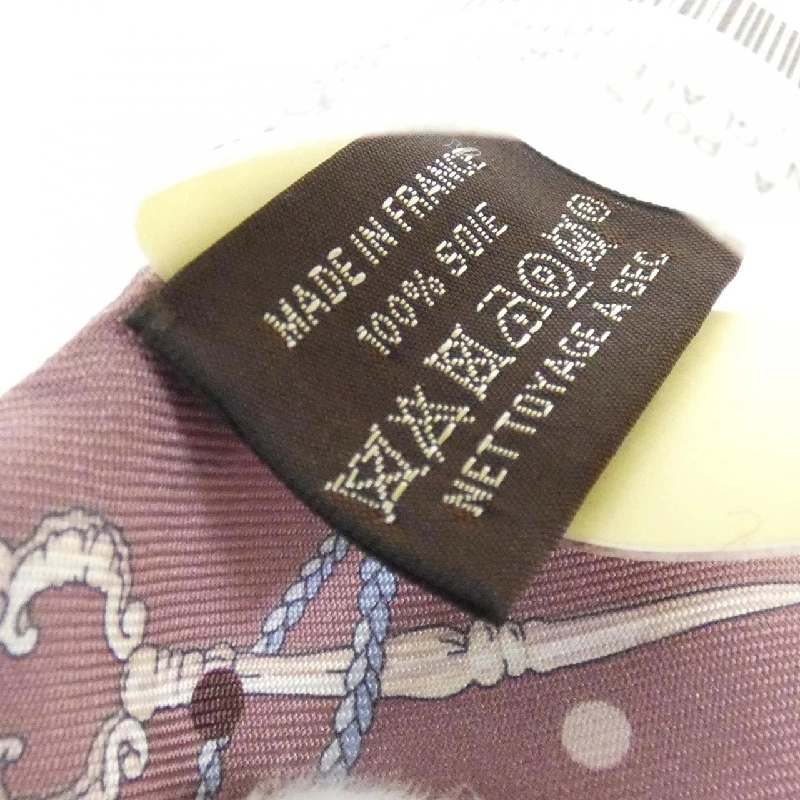 MADE IN FRANCE
100% SOIE
NETTOYAGE A SEC